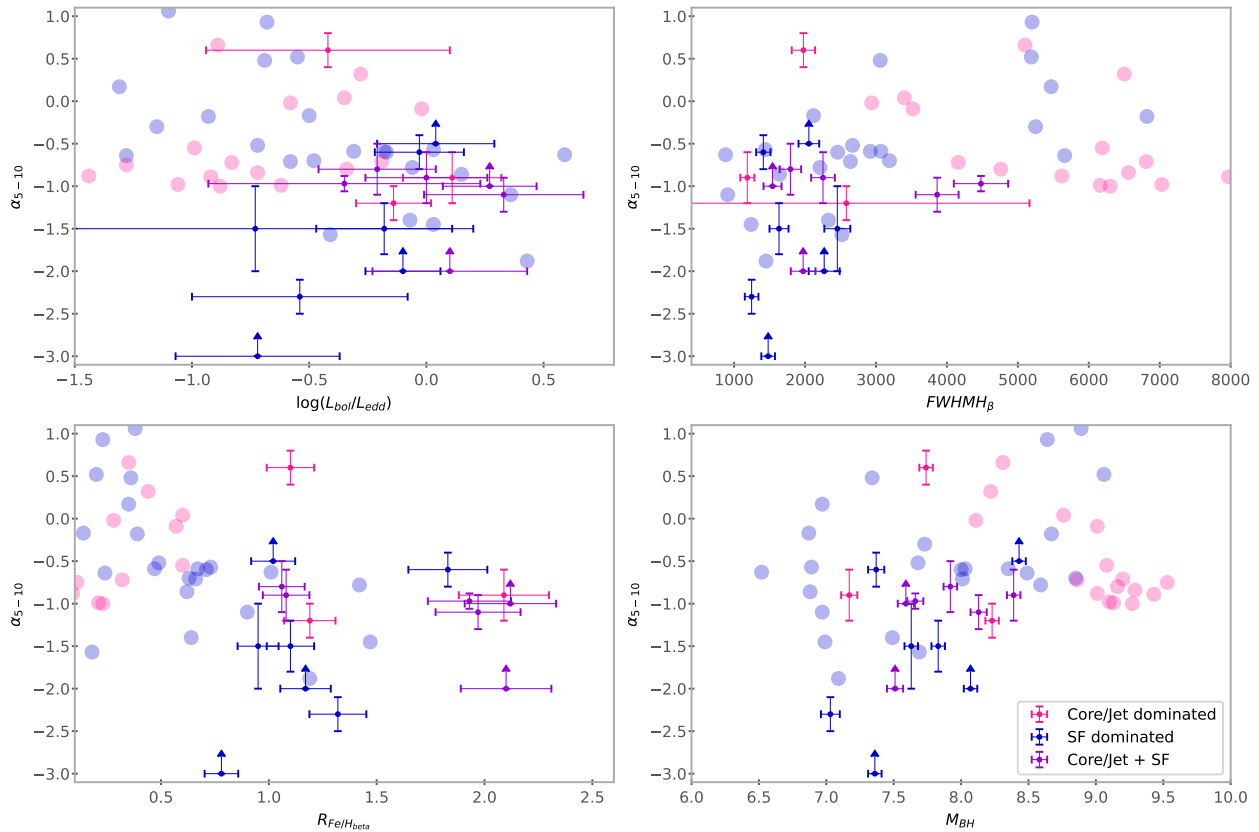 1.0
0.5
0.0
−0.5
−1.0
−1.5
−2.0
−2.5
−3.0
α5−10
−1.5 −1.0 −0.5 0.0 0.5
log(Lbol/Ledd)
1.0
0.5
0.0
−0.5
−1.0
−1.5
−2.0
−2.5
−3.0
α5−10
1000 2000 3000 4000 5000 6000 7000 8000
FWHMHβ
1.0
0.5
0.0
−0.5
−1.0
−1.5
−2.0
−2.5
−3.0
α5−10
0.5 1.0 1.5 2.0 2.5
RFe/Hbeta
1.0
0.5
0.0
−0.5
−1.0
−1.5
−2.0
−2.5
−3.0
α5−10
Core/Jet dominated
SF dominated
Core/Jet + SF
6.0 6.5 7.0 7.5 8.0 8.5 9.0 9.5 10.0
MBH